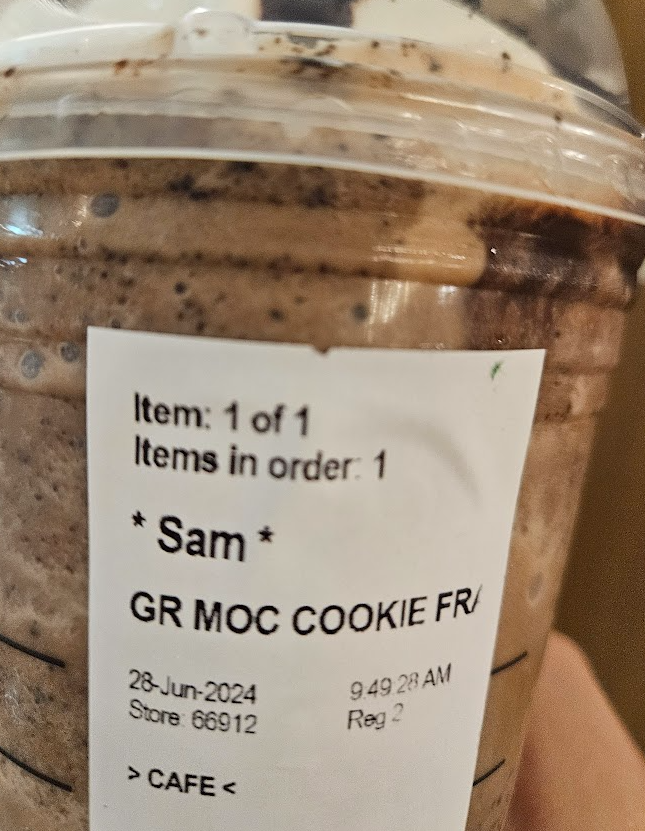 Item: 1 of 1
Items in order: 1
* Sam *
GR MOC COOKIE FRA
28-Jun-2024 9:49:28 AM
Store: 66912 Reg 2
> CAFE <